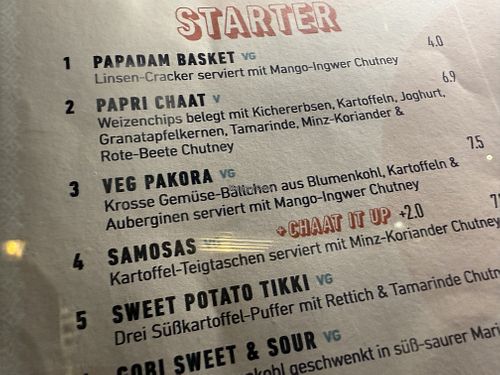 STARTER
1 PAPADAM BASKET VG 4.0
Linsen-Cracker serviert mit Mango-Ingwer Chutney
2 PAPRI CHAAT V 6.9
Weizenchips belegt mit Kichererbsen, Kartoffeln, Joghurt,
Granatapfelkernen, Tamarinde, Minz-Koriander &
Rote-Beete Chutney
3 VEG PAKORA VG 7.5
Krosse Gemüse-Bällchen aus Blumenkohl, Kartoffeln &
Auberginen serviert mit Mango-Ingwer Chutney
+CHAAT IT UP +2.0
4 SAMOSAS
Kartoffel-Teigtaschen serviert mit Minz-Koriander Chutney
5 SWEET POTATO TIKKI VG
Drei Süßkartoffel-Puffer mit Rettich & Tamarinde
GOBI SWEET & SOUR VG
geschwenkt in süß-saurer